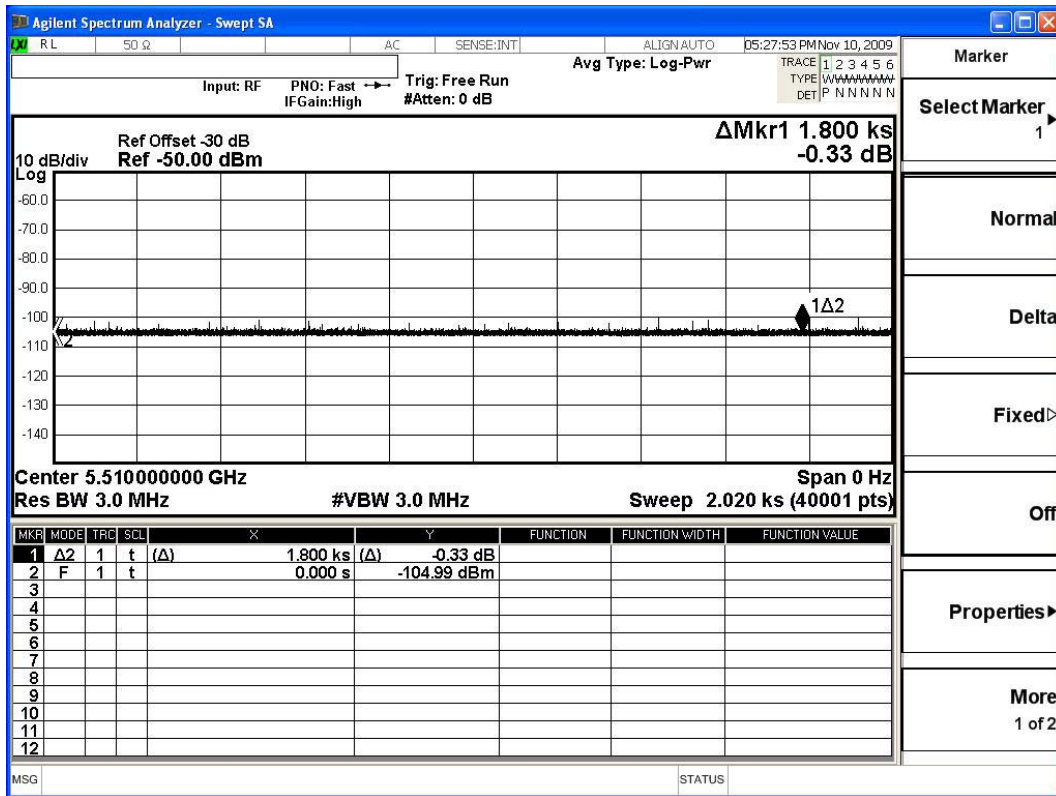 Agilent Spectrum Analyzer - Swept SA
LXI RL 50 Ω AC SENSE:INT ALIGN AUTO 05:27:53 PM Nov 10, 2009
Marker
Input: RF PNO: Fast Trig: Free Run Avg Type: Log-Pwr TRACE 1 2 3 4 5 6
IFGain:High #Atten: 0 dB TYPE WWWWWW
DET P N N N N N
Select Marker
1
Ref Offset -30 dB ΔMkr1 1.800 ks
10 dB/div Ref -50.00 dBm -0.33 dB
Log
-60.0
-70.0
-80.0
-90.0
-100
-110
-120
-130
-140
1Δ2
2
Normal
Delta
Fixed
Center 5.510000000 GHz Span 0 Hz
Res BW 3.0 MHz #VBW 3.0 MHz Sweep 2.020 ks (40001 pts)
Off
MKR MODE TRC SCL X Y FUNCTION FUNCTION WIDTH FUNCTION VALUE
1 Δ2 1 t (Δ) 1.800 ks (Δ) -0.33 dB
2 F 1 t 0.000 s -104.99 dBm
3
4
5
6
7
8
9
10
11
12
Properties
More
1 of 2
MSG STATUS